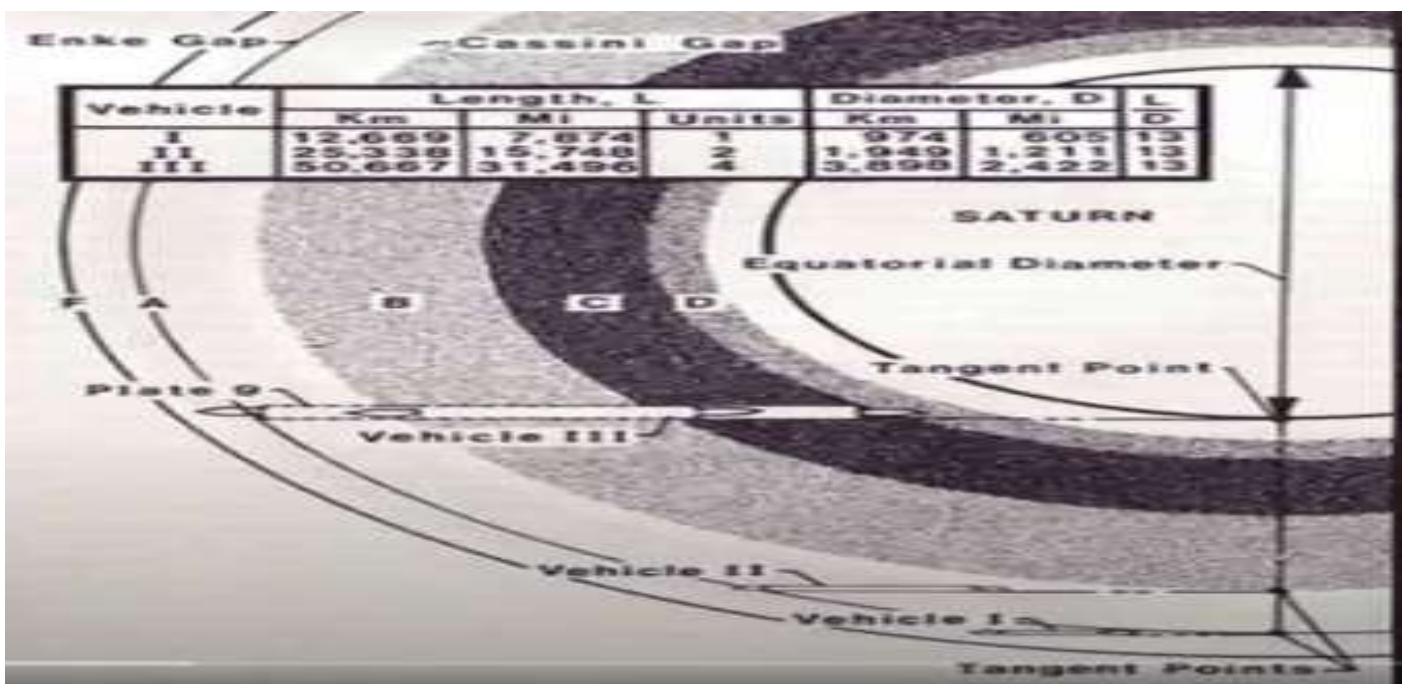 Enke Gap
Cassini Gap
Vehicle Length, L Diameter, D L
Km Mi Units Km Mi D
I 12,669 7,874 1 974 605 13
II 25,338 15,748 2 1,949 1,211 13
III 50,667 31,496 4 3,898 2,422 13
SATURN
Equatorial Diameter
F A B C D
Tangent Point
Plate 9
Vehicle III
Vehicle II
Vehicle I
Tangent Points